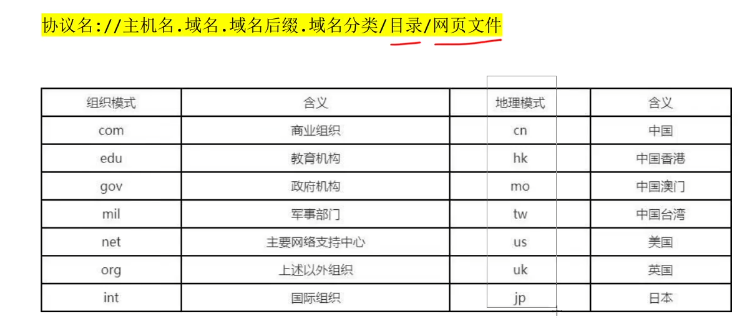 协议名://主机名.域名.域名后缀.域名分类/目录/网页文件
组织模式 含义 地理模式 含义
com 商业组织 cn 中国
edu 教育机构 hk 中国香港
gov 政府机构 mo 中国澳门
mil 军事部门 tw 中国台湾
net 主要网络支持中心 us 美国
org 上述以外组织 uk 英国
int 国际组织 jp 日本